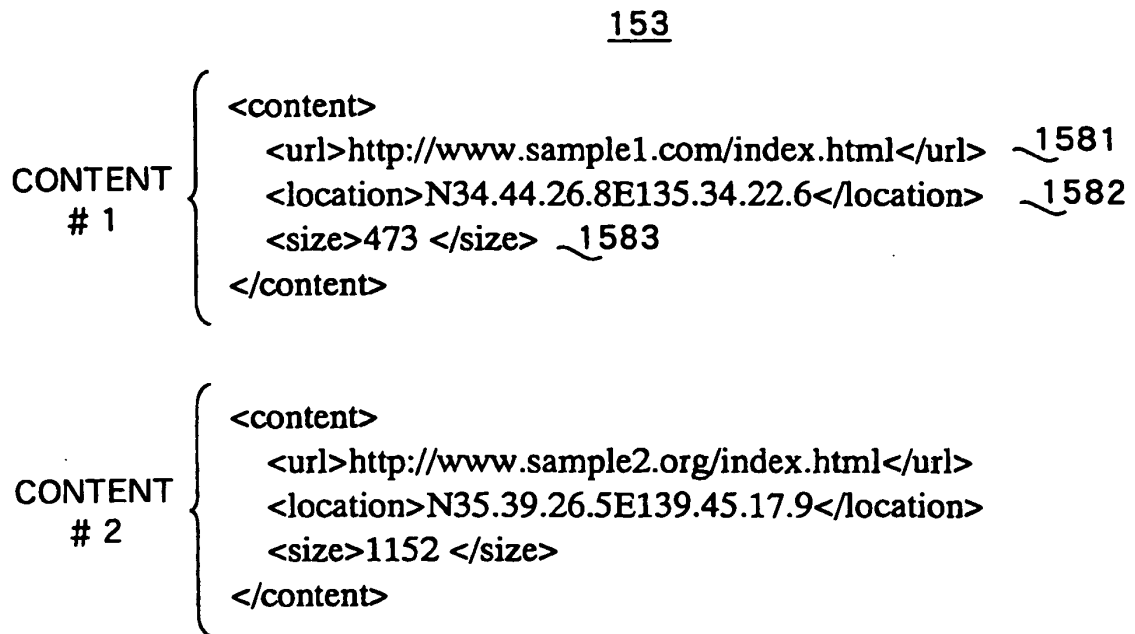 153
<content>
<url>http://www.sample1.com/index.html</url> 1581
CONTENT <location>N34.44.26.8E135.34.22.6</location> 1582
# 1 <size>473 </size> 1583
</content>
<content>
<url>http://www.sample2.org/index.html</url>
CONTENT <location>N35.39.26.5E139.45.17.9</location>
# 2 <size>1152 </size>
</content>